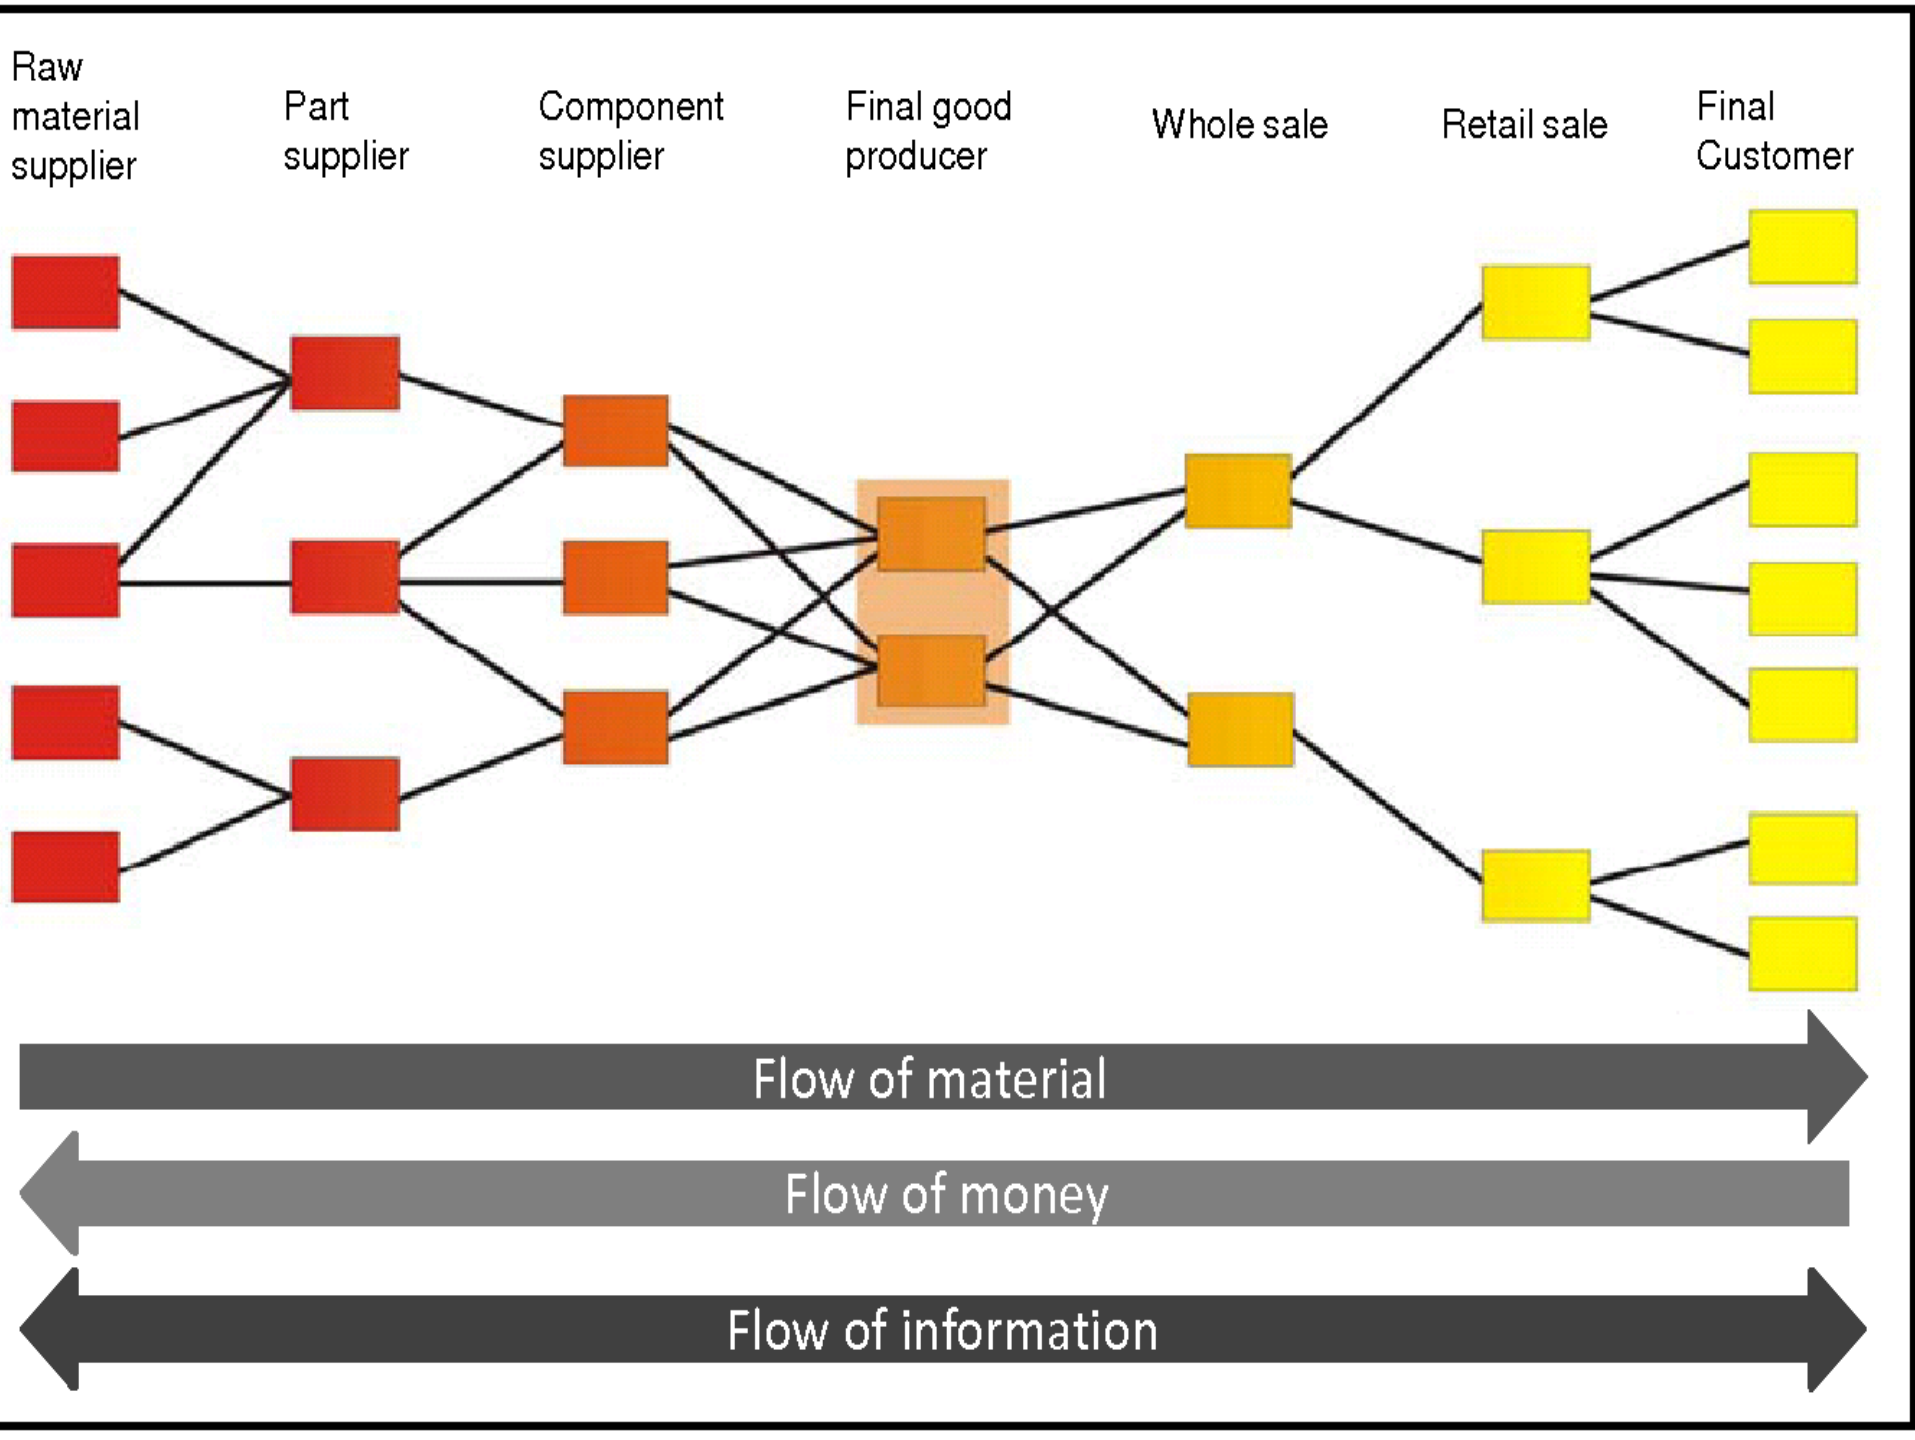 Raw
material
supplier
Part
supplier
Component
supplier
Final good
producer
Whole sale
Retail sale
Final
Customer
Flow of material
Flow of money
Flow of information